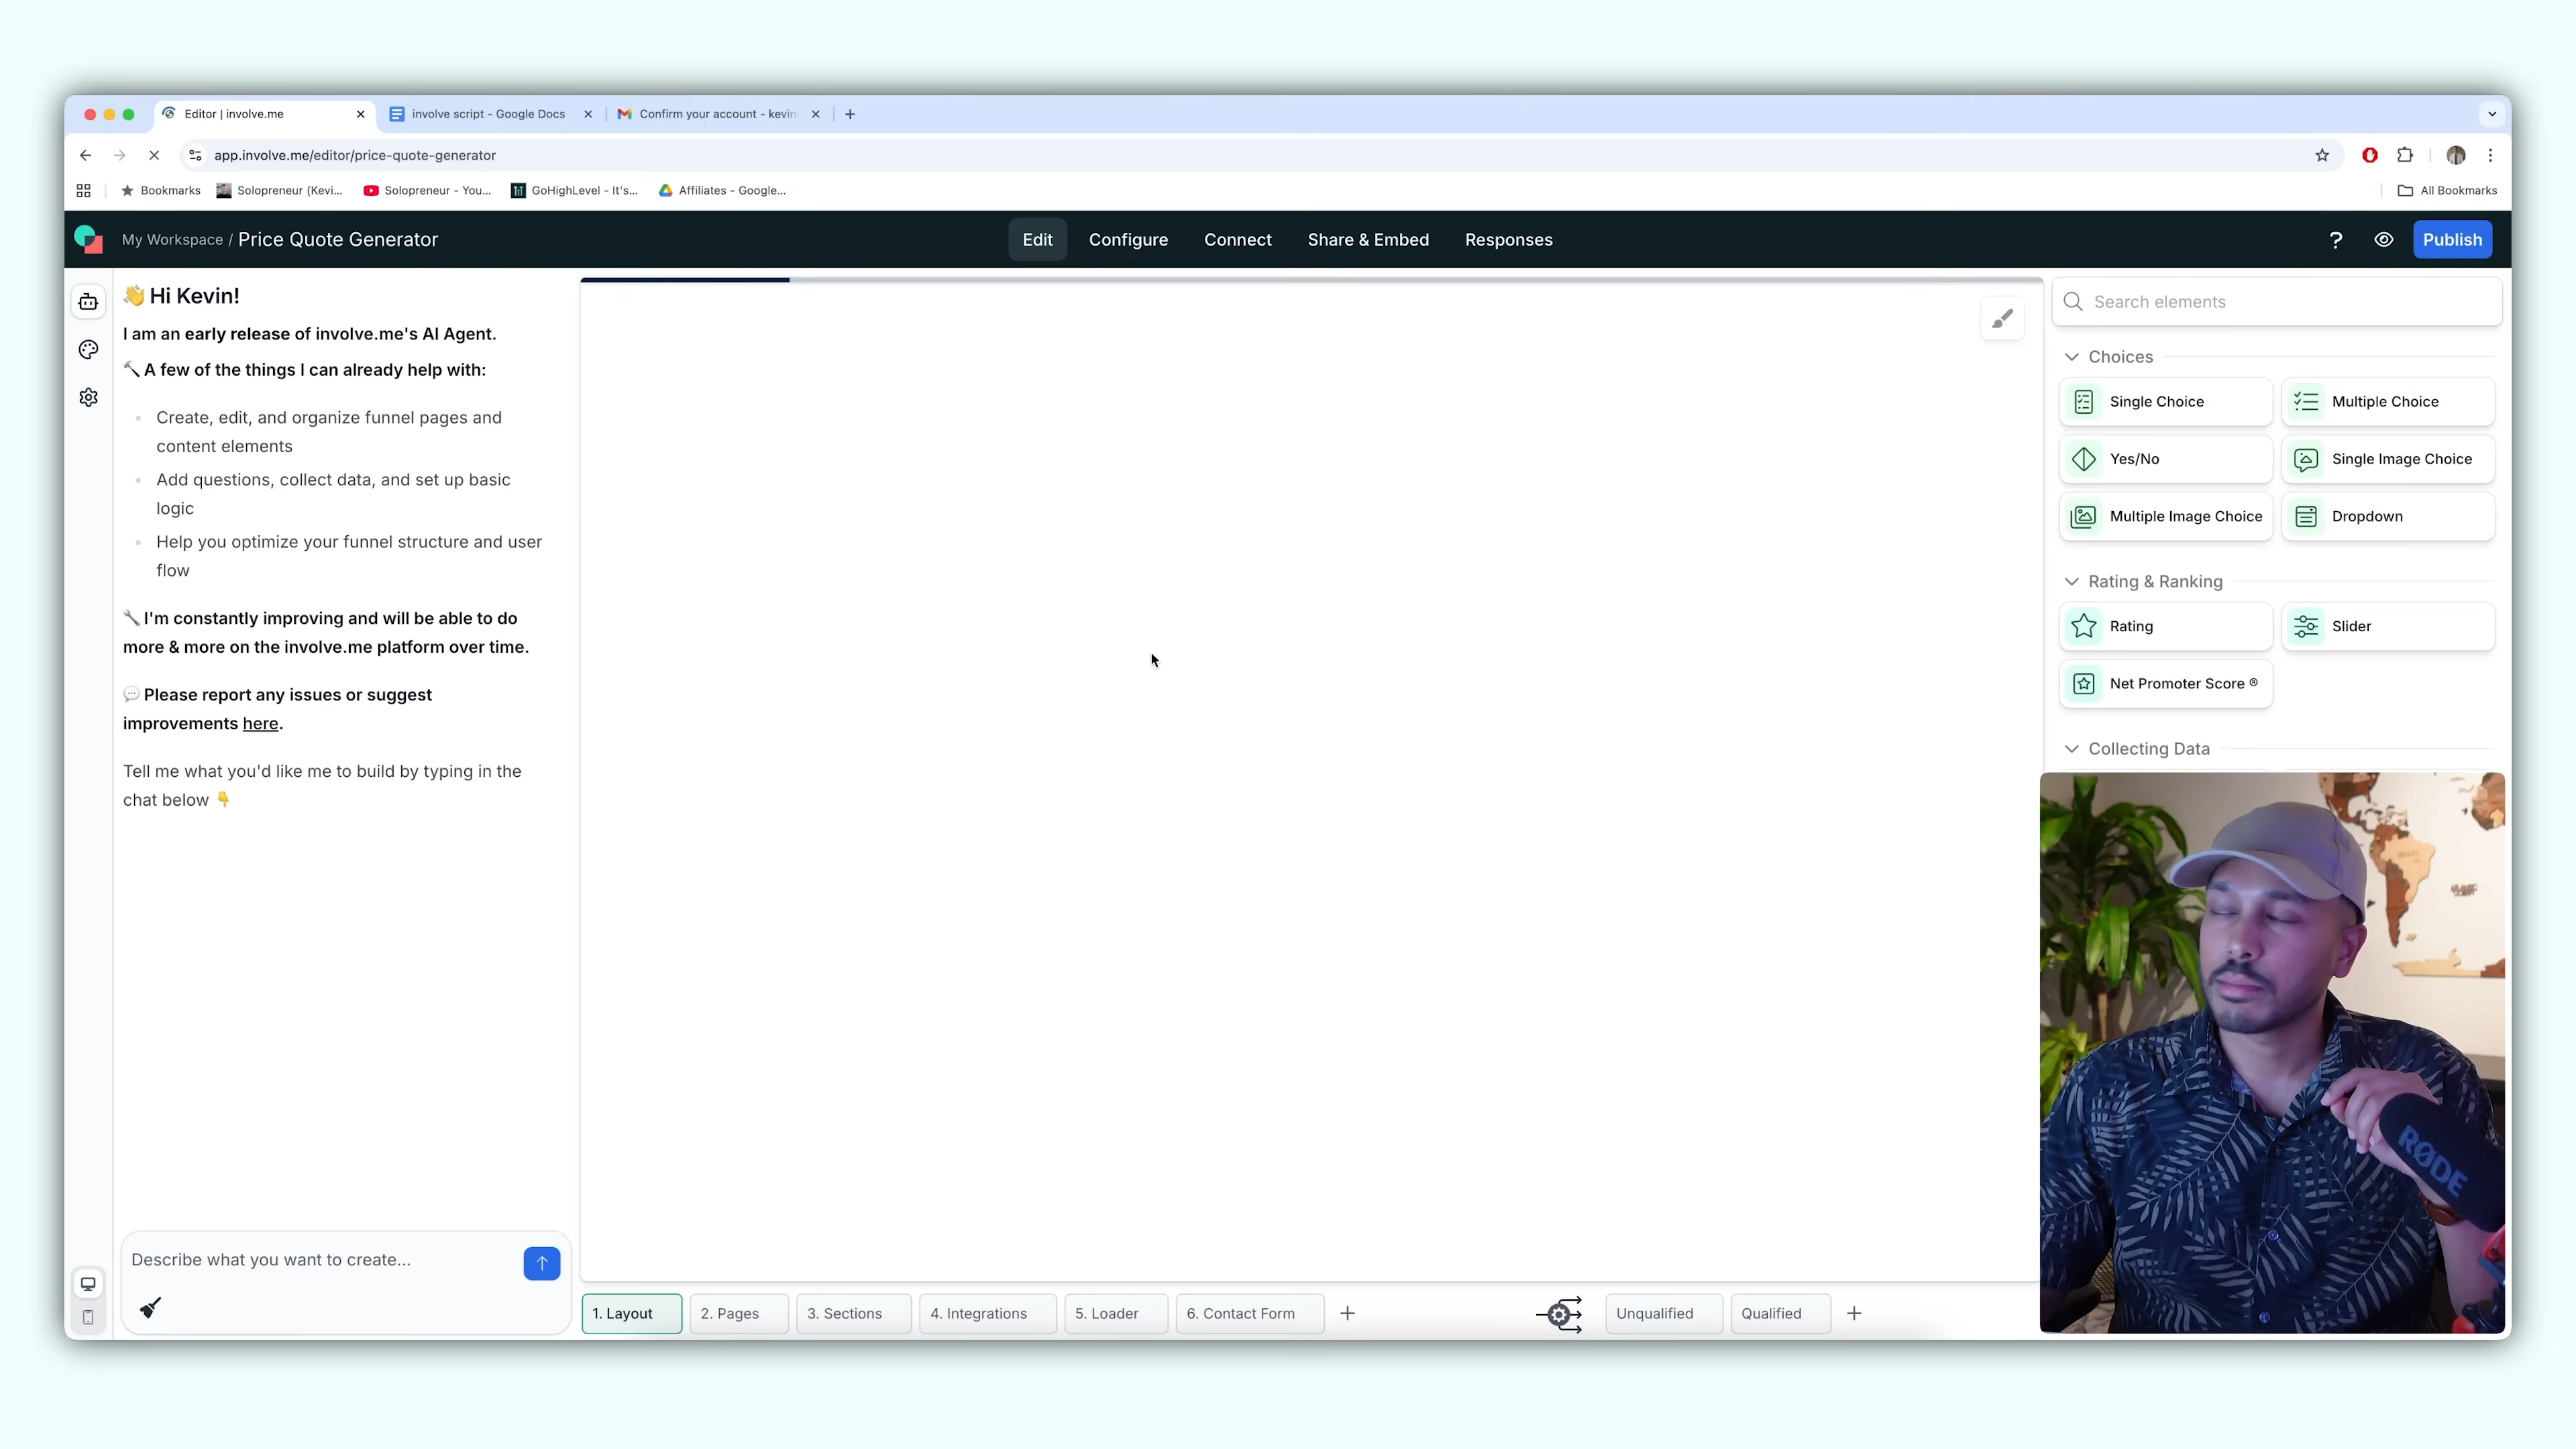 Editor | involve.me
involve script - Google Docs
Confirm your account - kevin
app.involve.me/editor/price-quote-generator
Bookmarks
Solopreneur (Kevi...
Solopreneur - You...
GoHighLevel - It's...
Affiliates - Google...
All Bookmarks
My Workspace / Price Quote Generator
Edit
Configure
Connect
Share & Embed
Responses
?
Publish
👋 Hi Kevin!
I am an early release of involve.me's AI Agent.
🔨 A few of the things I can already help with:
Create, edit, and organize funnel pages and
content elements
Add questions, collect data, and set up basic
logic
Help you optimize your funnel structure and user
flow
🔧 I'm constantly improving and will be able to do
more & more on the involve.me platform over time.
💬 Please report any issues or suggest
improvements here.
Tell me what you'd like me to build by typing in the
chat below 👇
Describe what you want to create...
Search elements
Choices
Single Choice
Multiple Choice
Yes/No
Single Image Choice
Multiple Image Choice
Dropdown
Rating & Ranking
Rating
Slider
Net Promoter Score ®
Collecting Data
1. Layout
2. Pages
3. Sections
4. Integrations
5. Loader
6. Contact Form
Unqualified
Qualified
RØDE